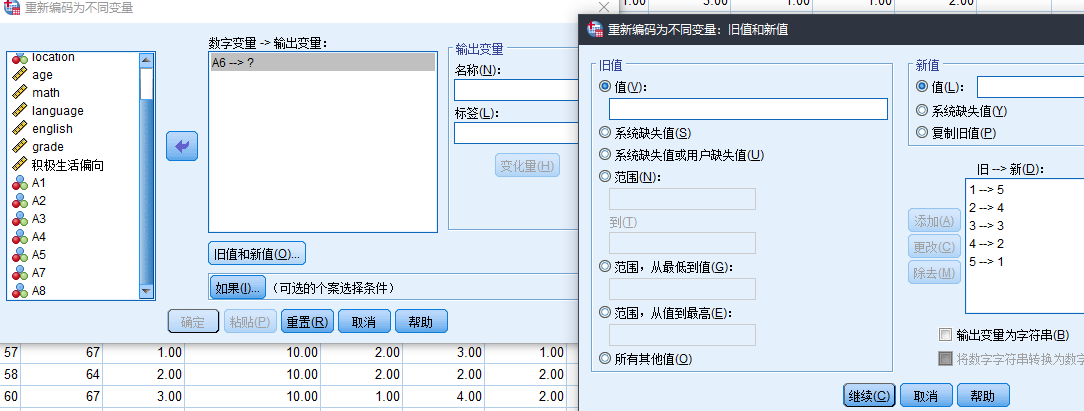 重新编码为不同变量
location
age
math
language
english
grade
积极生活偏向
A1
A2
A3
A4
A5
A7
A8
数字变量 -> 输出变量:
A6 --> ?
输出变量
名称(N):
标签(L):
变化量(H)
旧值和新值(O)...
如果(I)... (可选的个案选择条件)
确定 粘贴(P) 重置(R) 取消 帮助
3.00 1.00 1.00 2.00
57 67 1.00 10.00 2.00 3.00 1.00
58 64 2.00 10.00 2.00 2.00 2.00
60 67 3.00 10.00 1.00 4.00 2.00
重新编码为不同变量: 旧值和新值
旧值
值(V):
系统缺失值(S)
系统缺失值或用户缺失值(U)
范围(N):
到(T)
范围，从最低到值(G):
范围，从值到最高(E):
所有其他值(O)
新值
值(L):
系统缺失值(Y)
复制旧值(P)
旧 --> 新(D):
1 --> 5
2 --> 4
3 --> 3
4 --> 2
5 --> 1
添加(A)
更改(C)
除去(M)
输出变量为字符串(B)
将数字字符串转换为数字
继续(C) 取消 帮助